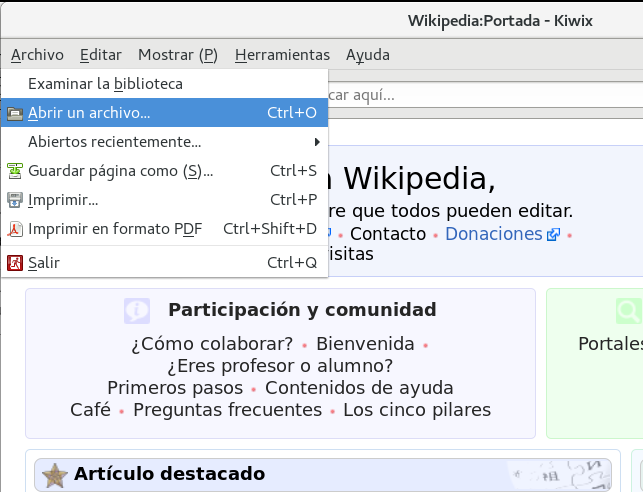 Wikipedia:Portada - Kiwix
Archivo Editar Mostrar (P) Herramientas Ayuda
Examinar la biblioteca
car aquí...
Abrir un archivo... Ctrl+O
Abiertos recientemente...
Guardar página como (S)... Ctrl+S
Wikipedia,
Imprimir... Ctrl+P
re que todos pueden editar.
Imprimir en formato PDF Ctrl+Shift+D
• Contacto • Donaciones •
isitas
Salir Ctrl+Q
Participación y comunidad
¿Cómo colaborar? • Bienvenida •
¿Eres profesor o alumno?
Primeros pasos • Contenidos de ayuda
Café • Preguntas frecuentes • Los cinco pilares
Portales
Artículo destacado